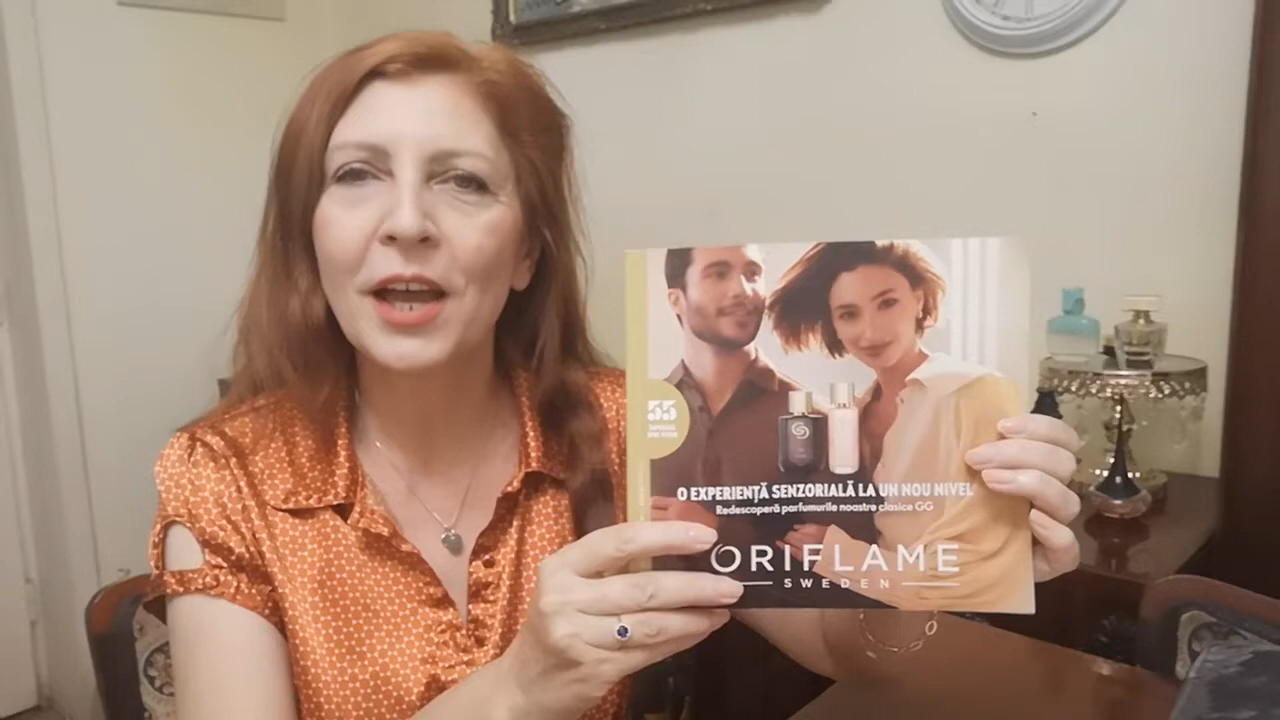 55
O EXPERIENȚĂ SENZORIALĂ LA UN NOU NIVEL
Redescoperă parfumurile noastre clasice GG
ORIFLAME
SWEDEN